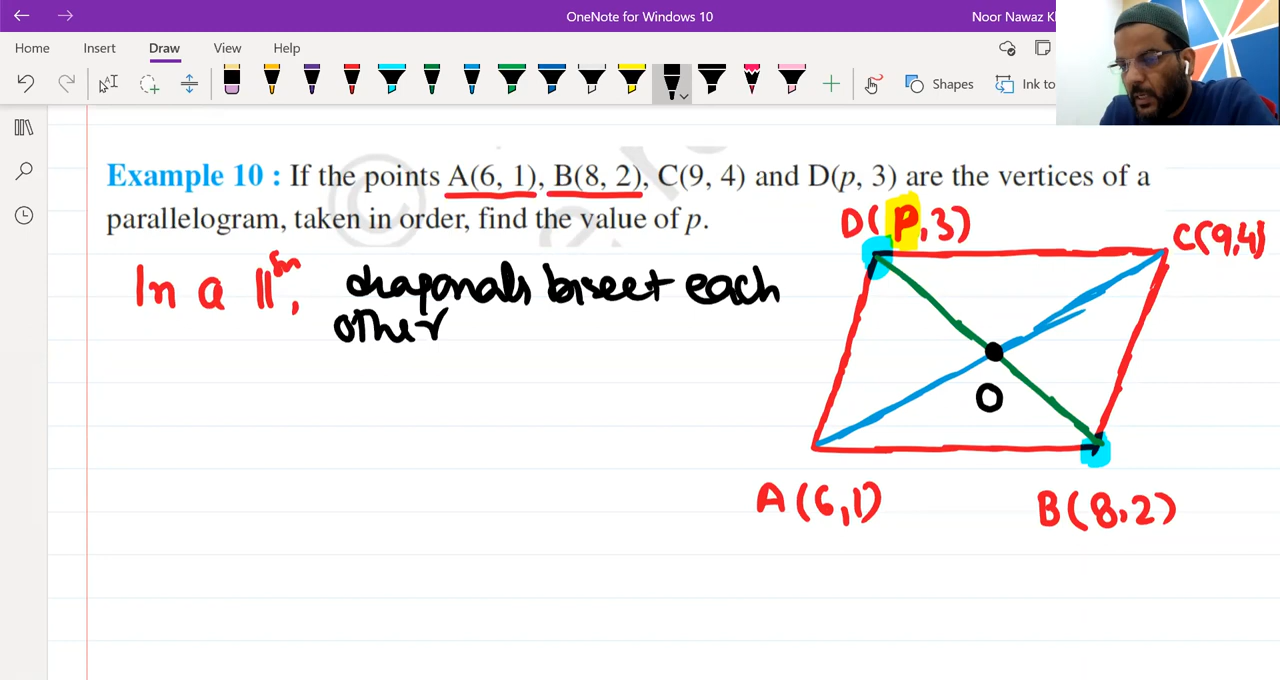 OneNote for Windows 10
Noor Nawaz Kh
Home Insert Draw View Help
Shapes
Ink to
Example 10 : If the points A(6, 1), B(8, 2), C(9, 4) and D(p, 3) are the vertices of a
parallelogram, taken in order, find the value of p.
D(P,3)
C(9,4)
In a ||gm, diagonals bisect each
other
O
A(6,1)
B(8,2)